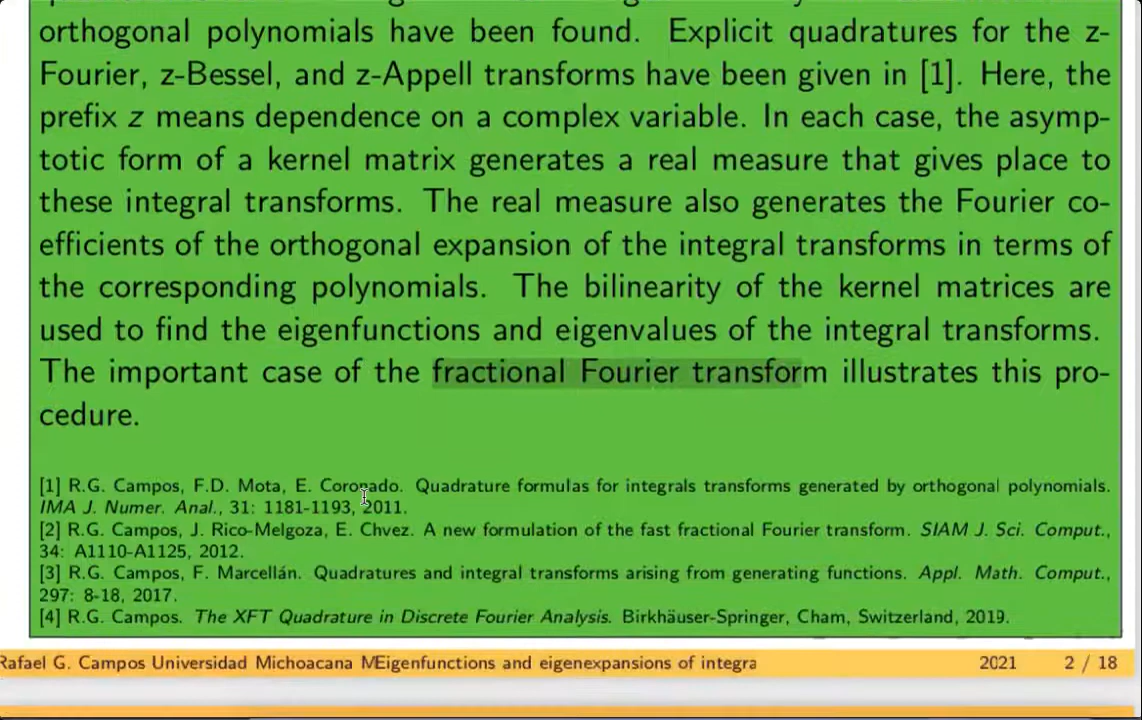 orthogonal polynomials have been found. Explicit quadratures for the z-
Fourier, z-Bessel, and z-Appell transforms have been given in [1]. Here, the
prefix z means dependence on a complex variable. In each case, the asymp-
totic form of a kernel matrix generates a real measure that gives place to
these integral transforms. The real measure also generates the Fourier co-
efficients of the orthogonal expansion of the integral transforms in terms of
the corresponding polynomials. The bilinearity of the kernel matrices are
used to find the eigenfunctions and eigenvalues of the integral transforms.
The important case of the fractional Fourier transform illustrates this pro-
cedure.
[1] R.G. Campos, F.D. Mota, E. Coronado. Quadrature formulas for integrals transforms generated by orthogonal polynomials.
IMA J. Numer. Anal., 31: 1181-1193, 2011.
[2] R.G. Campos, J. Rico-Melgoza, E. Chvez. A new formulation of the fast fractional Fourier transform. SIAM J. Sci. Comput.,
34: A1110-A1125, 2012.
[3] R.G. Campos, F. Marcellán. Quadratures and integral transforms arising from generating functions. Appl. Math. Comput.,
297: 8-18, 2017.
[4] R.G. Campos. The XFT Quadrature in Discrete Fourier Analysis. Birkhäuser-Springer, Cham, Switzerland, 2019.
Rafael G. Campos Universidad Michoacana MEigenfunctions and eigenexpansions of integra 2021 2 / 18